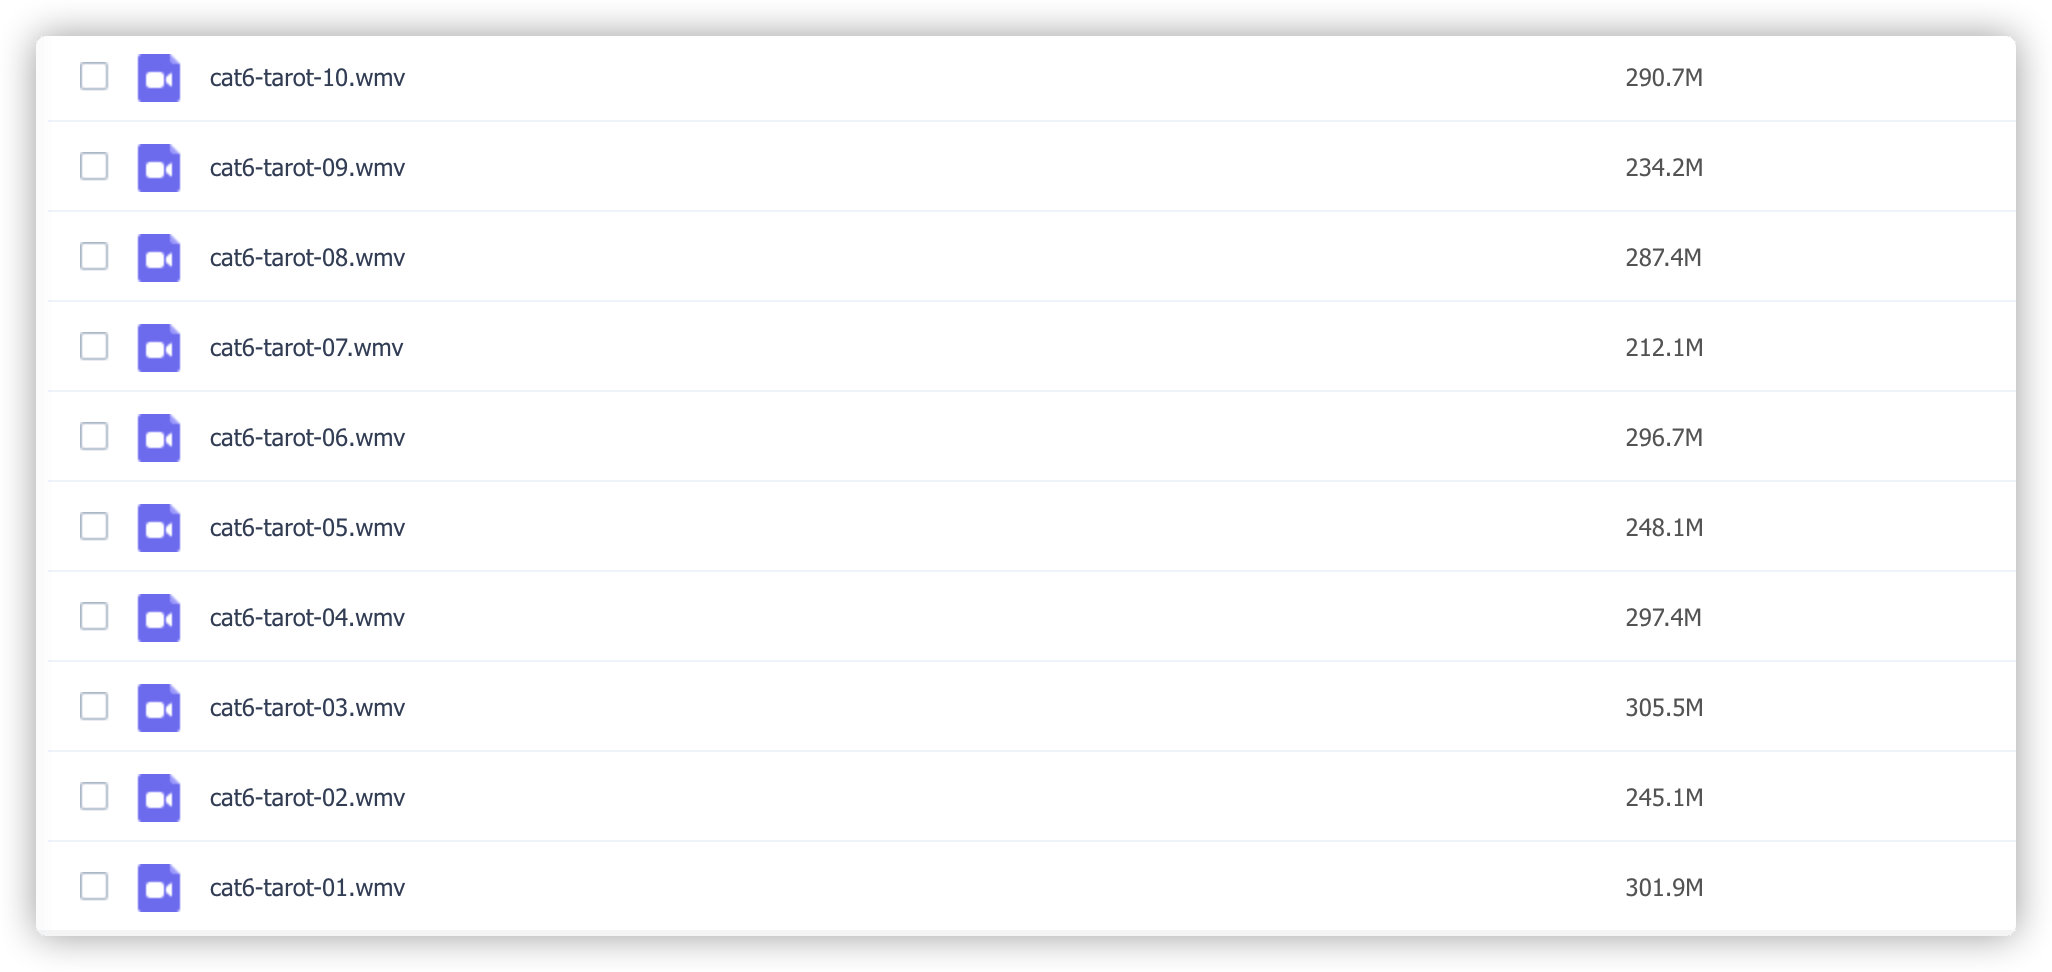 cat6-tarot-10.wmv 290.7M
cat6-tarot-09.wmv 234.2M
cat6-tarot-08.wmv 287.4M
cat6-tarot-07.wmv 212.1M
cat6-tarot-06.wmv 296.7M
cat6-tarot-05.wmv 248.1M
cat6-tarot-04.wmv 297.4M
cat6-tarot-03.wmv 305.5M
cat6-tarot-02.wmv 245.1M
cat6-tarot-01.wmv 301.9M